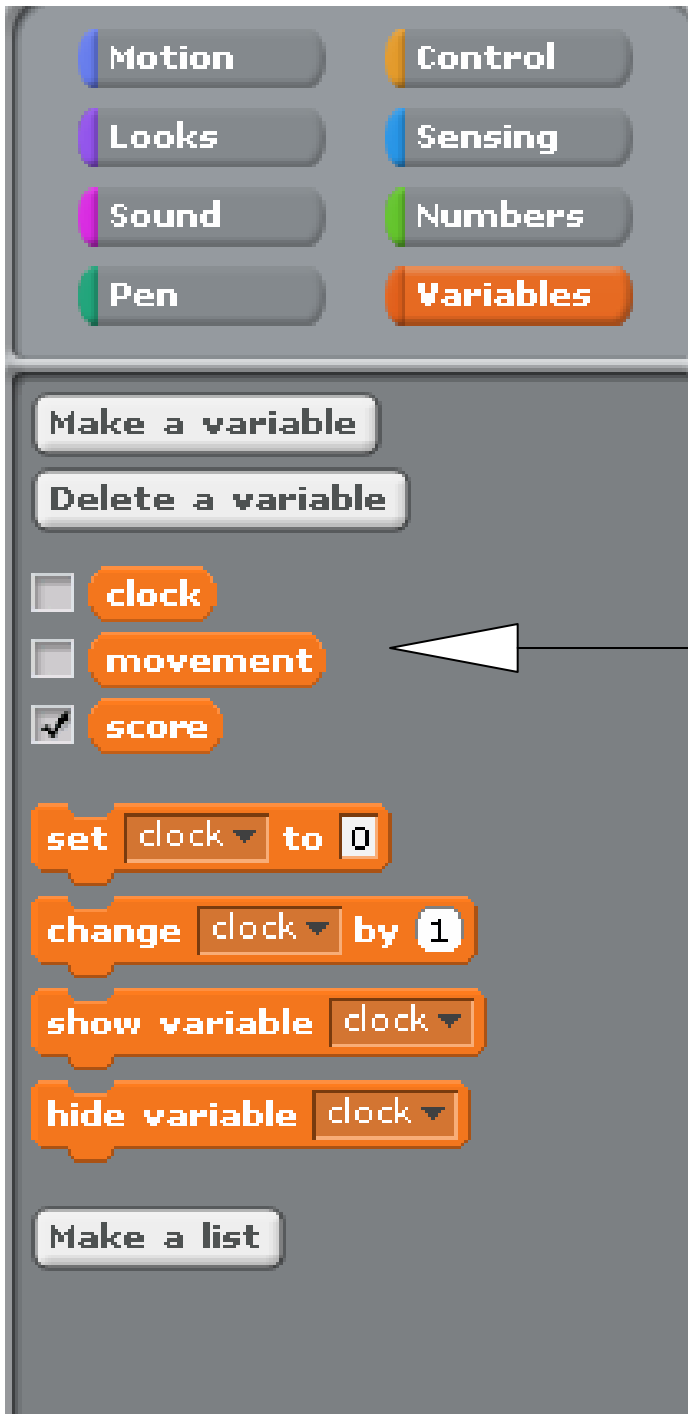 Motion Control
Looks Sensing
Sound Numbers
Pen Variables
Make a variable
Delete a variable
clock
movement
score
set clock to 0
change clock by 1
show variable clock
hide variable clock
Make a list